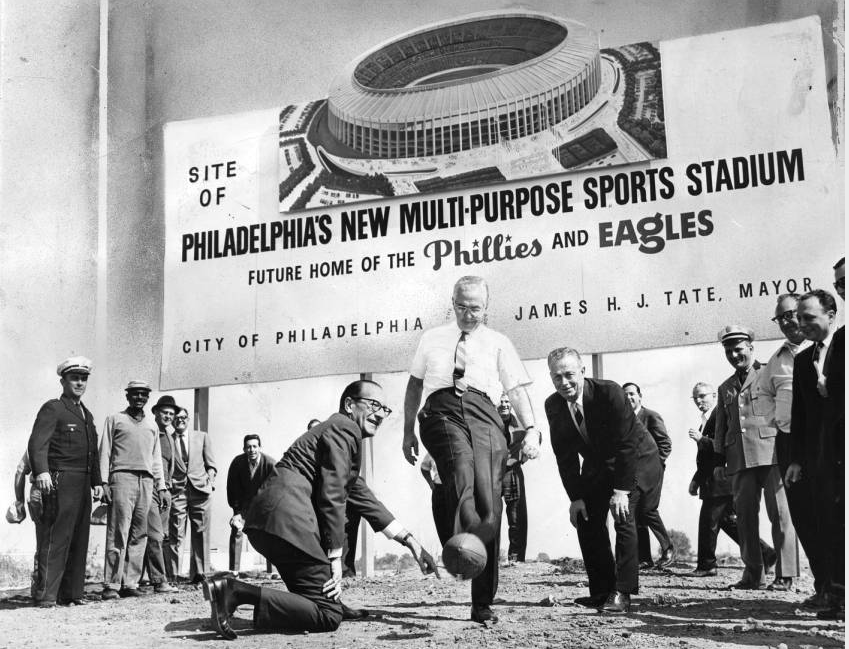 SITE
OF
PHILADELPHIA'S NEW MULTI-PURPOSE SPORTS STADIUM
FUTURE HOME OF THE Phillies AND EAGLES
CITY OF PHILADELPHIA JAMES H. J. TATE, MAYOR